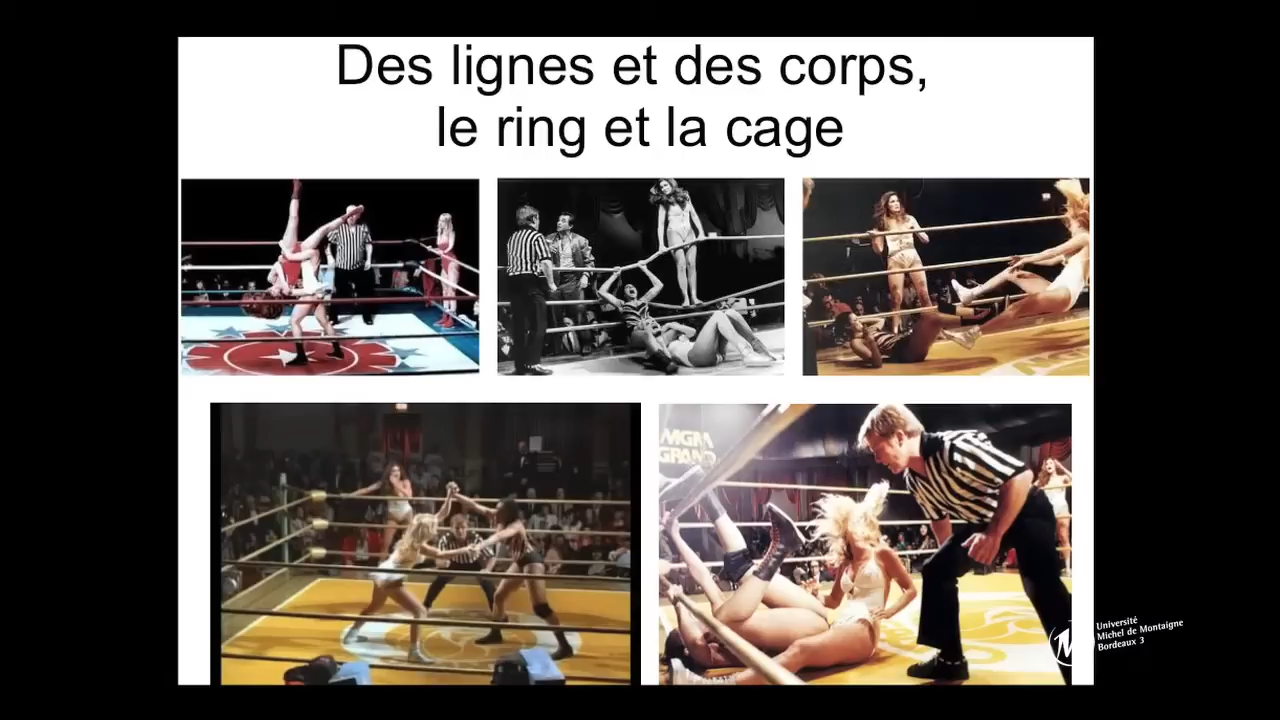 Des lignes et des corps,
le ring et la cage
MGM
GRAND
Université
Michel de Montaigne
Bordeaux 3